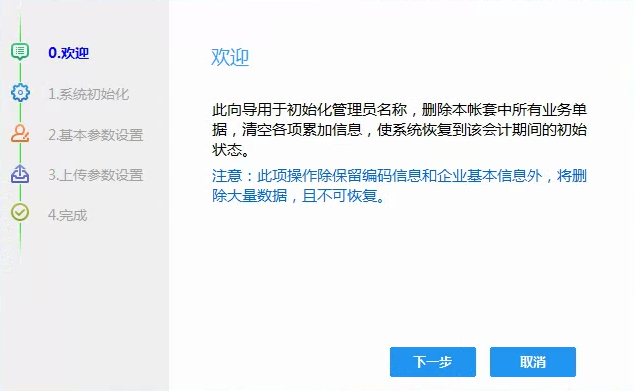 0.欢迎
1.系统初始化
2.基本参数设置
3.上传参数设置
4.完成
欢迎
此向导用于初始化管理员名称，删除本帐套中所有业务单
据，清空各项累加信息，使系统恢复到该会计期间的初始
状态。
注意：此项操作除保留编码信息和企业基本信息外，将删
除大量数据，且不可恢复。
下一步
取消